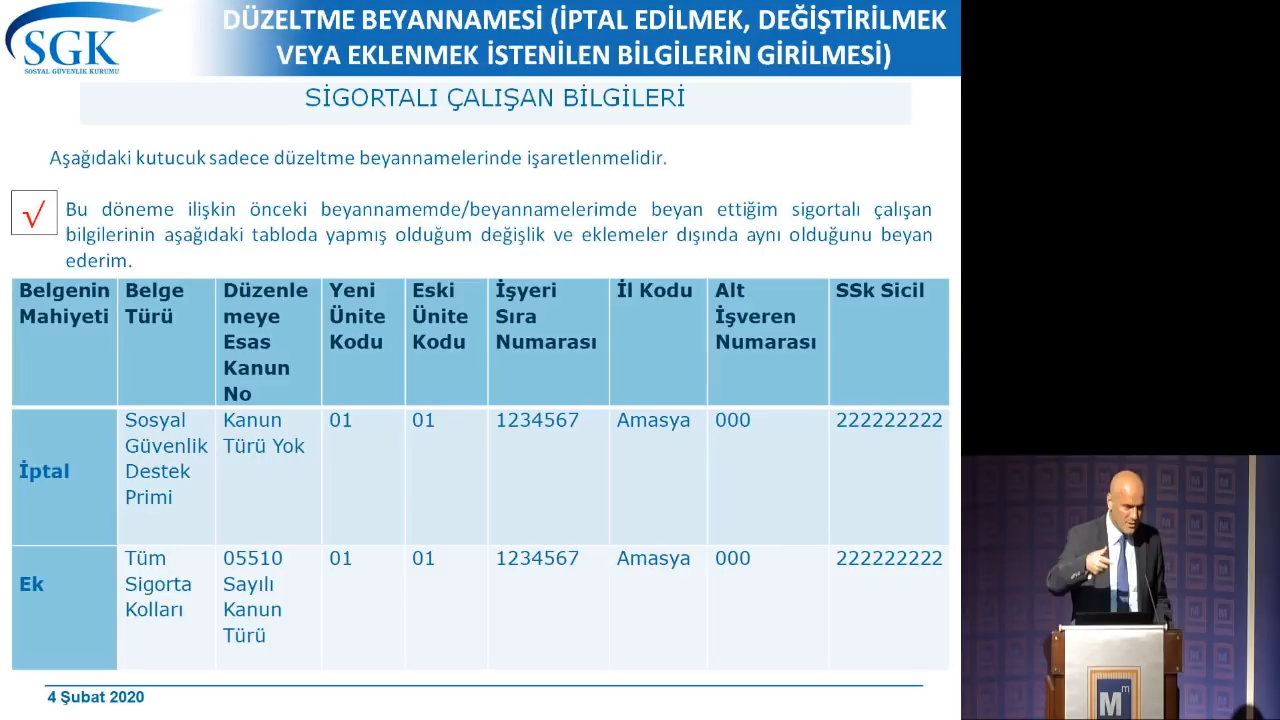 SGK
SOSYAL GÜVENLİK KURUMU
DÜZELTME BEYANNAMESİ (İPTAL EDİLMEK, DEĞİŞTİRİLMEK
VEYA EKLENMEK İSTENİLEN BİLGİLERİN GİRİLMESİ)
SİGORTALI ÇALIŞAN BİLGİLERİ
Aşağıdaki kutucuk sadece düzeltme beyannamelerinde işaretlenmelidir.
√
Bu döneme ilişkin önceki beyannamemde/beyannamelerimde beyan ettiğim sigortalı çalışan
bilgilerinin aşağıdaki tabloda yapmış olduğum değişlik ve eklemeler dışında aynı olduğunu beyan
ederim.
Belgenin
Mahiyeti
Belge
Türü
Düzenle
meye
Esas
Kanun
No
Yeni
Ünite
Kodu
Eski
Ünite
Kodu
İşyeri
Sıra
Numarası
İl Kodu
Alt
İşveren
Numarası
SSk Sicil
İptal
Sosyal
Güvenlik
Destek
Primi
Kanun
Türü Yok
01
01
1234567
Amasya
000
222222222
Ek
Tüm
Sigorta
Kolları
05510
Sayılı
Kanun
Türü
01
01
1234567
Amasya
000
222222222
4 Şubat 2020
M
m